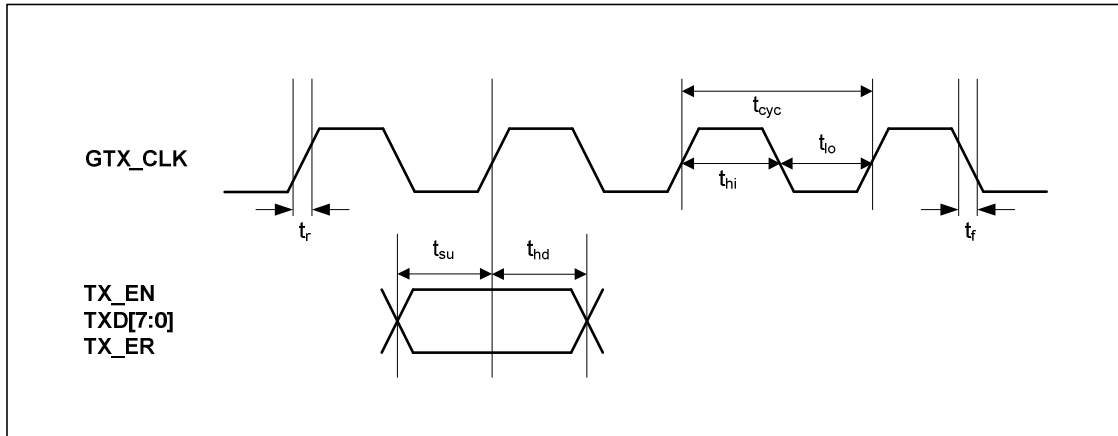 tcyc
GTX_CLK
tlo
thi
tr
tf
tsu
thd
TX_EN
TXD[7:0]
TX_ER